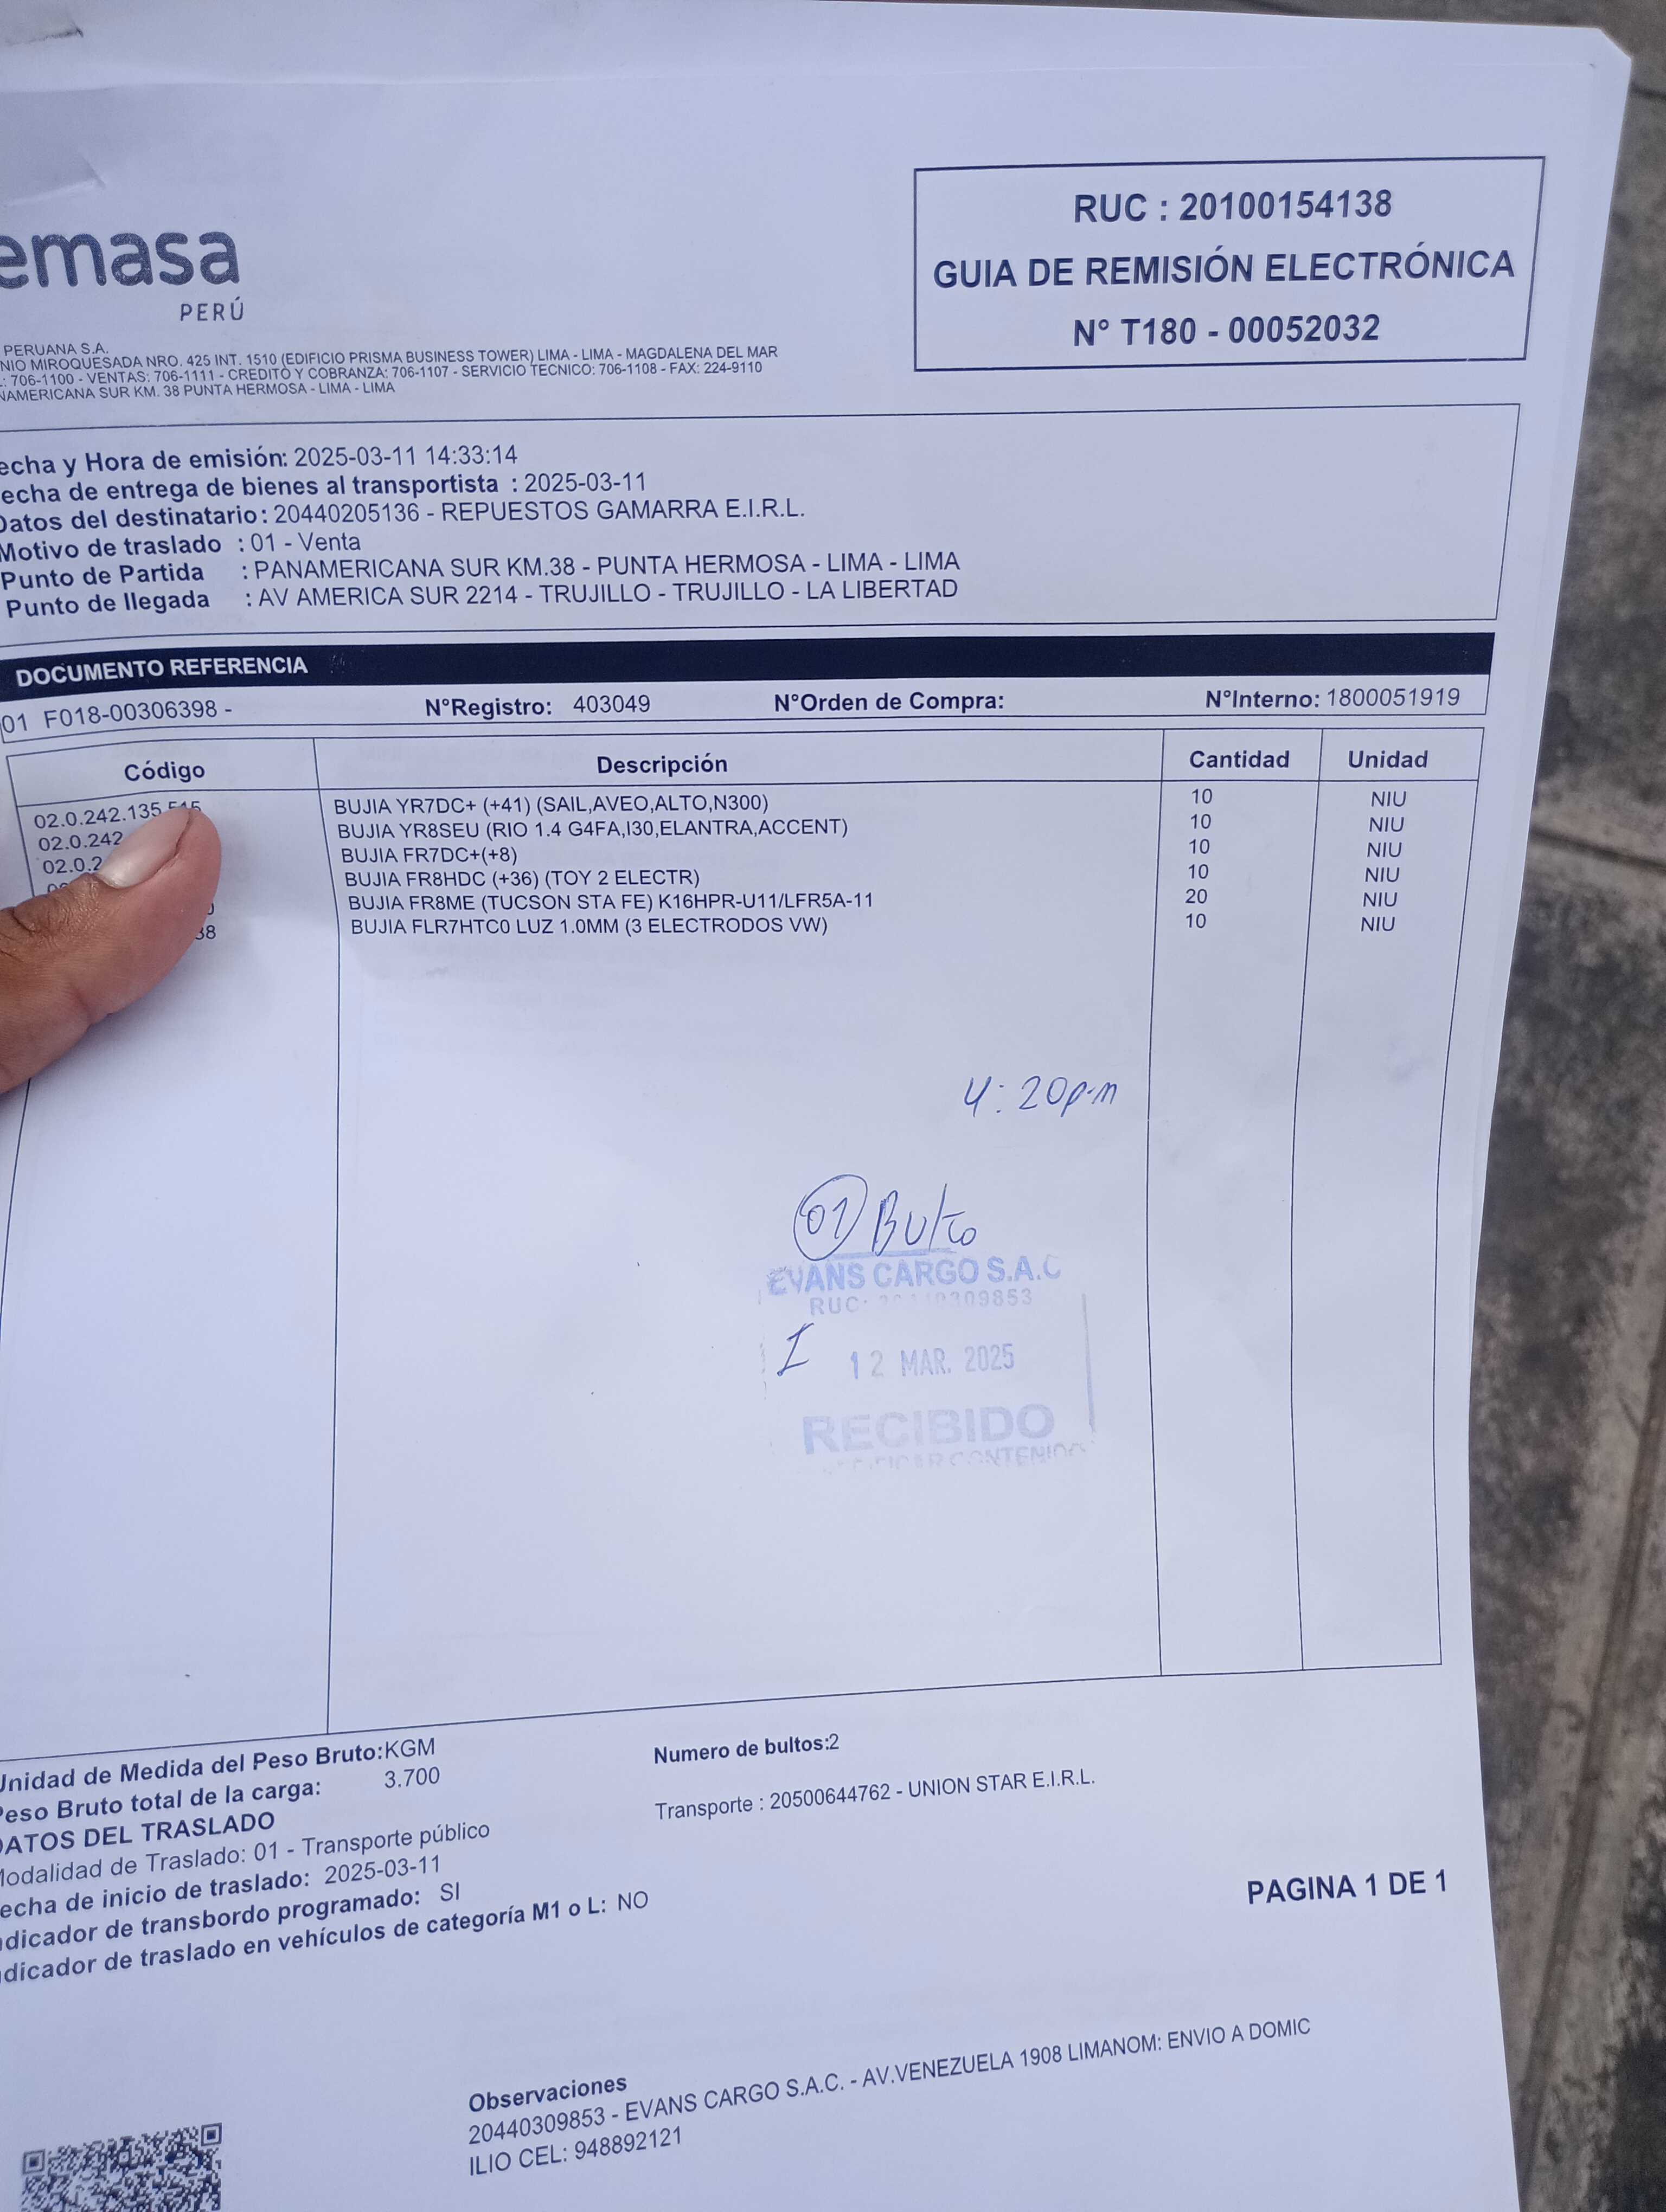 emasa
PERÚ
RUC : 20100154138
GUIA DE REMISIÓN ELECTRÓNICA
N° T180 - 00052032
PERUANA S.A.
NIO MIROQUESADA NRO. 425 INT. 1510 (EDIFICIO PRISMA BUSINESS TOWER) LIMA - LIMA - MAGDALENA DEL MAR
.: 706-1100 - VENTAS: 706-1111 - CREDITO Y COBRANZA: 706-1107 - SERVICIO TECNICO: 706-1108 - FAX: 224-9110
NAMERICANA SUR KM. 38 PUNTA HERMOSA - LIMA - LIMA
echa y Hora de emisión: 2025-03-11 14:33:14
echa de entrega de bienes al transportista : 2025-03-11
Datos del destinatario: 20440205136 - REPUESTOS GAMARRA E.I.R.L.
Motivo de traslado : 01 - Venta
Punto de Partida : PANAMERICANA SUR KM.38 - PUNTA HERMOSA - LIMA - LIMA
Punto de llegada : AV AMERICA SUR 2214 - TRUJILLO - TRUJILLO - LA LIBERTAD
DOCUMENTO REFERENCIA
01 F018-00306398 - N°Registro: 403049 N°Orden de Compra: N°Interno: 1800051919
Código Descripción Cantidad Unidad
02.0.242.135.515 BUJIA YR7DC+ (+41) (SAIL,AVEO,ALTO,N300) 10 NIU
02.0.242 BUJIA YR8SEU (RIO 1.4 G4FA,I30,ELANTRA,ACCENT) 10 NIU
02.0.2 BUJIA FR7DC+(+8) 10 NIU
BUJIA FR8HDC (+36) (TOY 2 ELECTR) 10 NIU
BUJIA FR8ME (TUCSON STA FE) K16HPR-U11/LFR5A-11 20 NIU
38 BUJIA FLR7HTC0 LUZ 1.0MM (3 ELECTRODOS VW) 10 NIU
4:20p.m
01 Bulto
EVANS CARGO S.A.C
RUC: 309853
I 12 MAR. 2025
RECIBIDO
CONTENIDO
Unidad de Medida del Peso Bruto:KGM Numero de bultos:2
Peso Bruto total de la carga: 3.700
DATOS DEL TRASLADO Transporte : 20500644762 - UNION STAR E.I.R.L.
Modalidad de Traslado: 01 - Transporte público
echa de inicio de traslado: 2025-03-11
ndicador de transbordo programado: SI
ndicador de traslado en vehículos de categoría M1 o L: NO
PAGINA 1 DE 1
Observaciones
20440309853 - EVANS CARGO S.A.C. - AV.VENEZUELA 1908 LIMANOM: ENVIO A DOMIC
ILIO CEL: 948892121